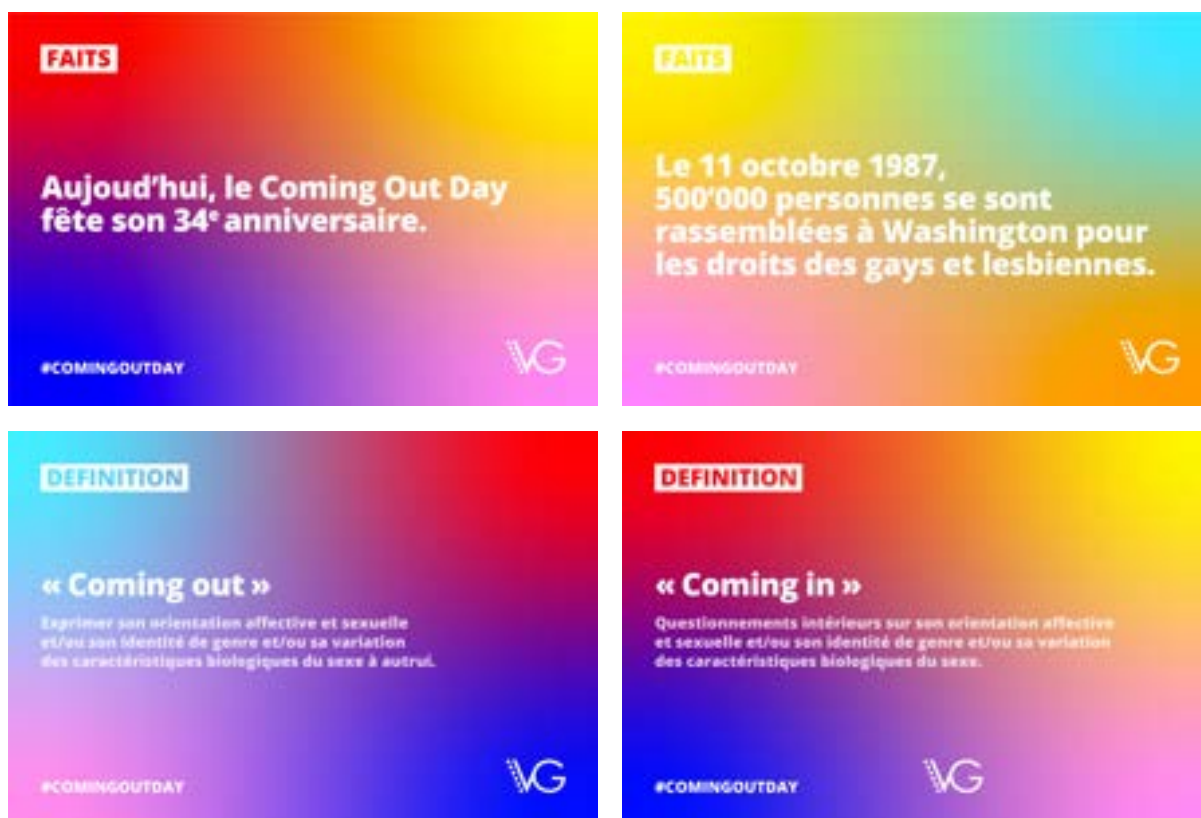 FAITS
Aujoud’hui, le Coming Out Day
fête son 34e anniversaire.
#COMINGOUTDAY
VG
FAITS
Le 11 octobre 1987,
500’000 personnes se sont
rassemblées à Washington pour
les droits des gays et lesbiennes.
#COMINGOUTDAY
VG
DEFINITION
« Coming out »
Exprimer son orientation affective et sexuelle
et/ou son identité de genre et/ou sa variation
des caractéristiques biologiques du sexe à autrui.
#COMINGOUTDAY
VG
DEFINITION
« Coming in »
Questionnements intérieurs sur son orientation affective
et sexuelle et/ou son identité de genre et/ou sa variation
des caractéristiques biologiques du sexe.
#COMINGOUTDAY
VG